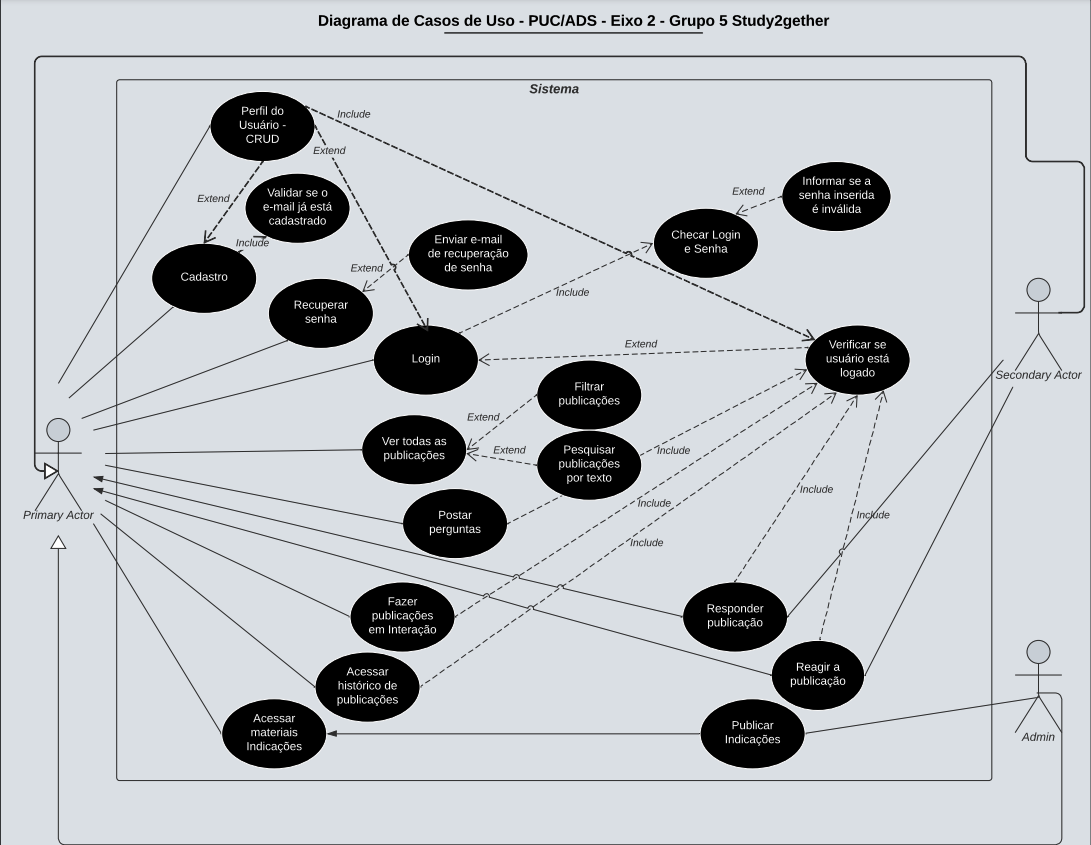 Diagrama de Casos de Uso - PUC/ADS - Eixo 2 - Grupo 5 Study2gether
Sistema
Perfil do
Usuário -
CRUD
Include
Extend
Extend
Validar se o
e-mail já está
cadastrado
Include
Cadastro
Enviar e-mail
de recuperação
de senha
Extend
Recuperar
senha
Informar se a
senha inserida
é inválida
Extend
Checar Login
e Senha
Include
Login
Extend
Verificar se
usuário está
logado
Secondary Actor
Filtrar
publicações
Extend
Ver todas as
publicações
Extend
Pesquisar
publicações
por texto
Include
Postar
perguntas
Primary Actor
Include
Include
Include
Include
Fazer
publicações
em Interação
Responder
publicação
Acessar
histórico de
publicações
Reagir a
publicação
Acessar
materiais
Indicações
Publicar
Indicações
Admin